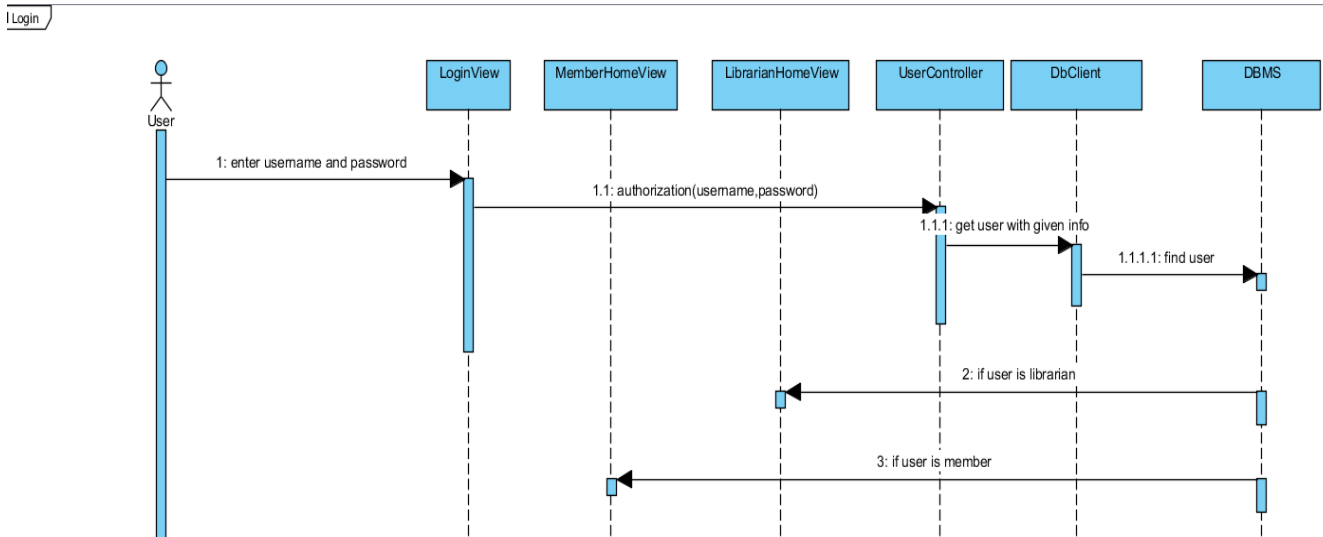 Login
LoginView
MemberHomeView
LibrarianHomeView
UserController
DbClient
DBMS
User
1: enter username and password
1.1: authorization(username,password)
1.1.1: get user with given info
1.1.1.1: find user
2: if user is librarian
3: if user is member